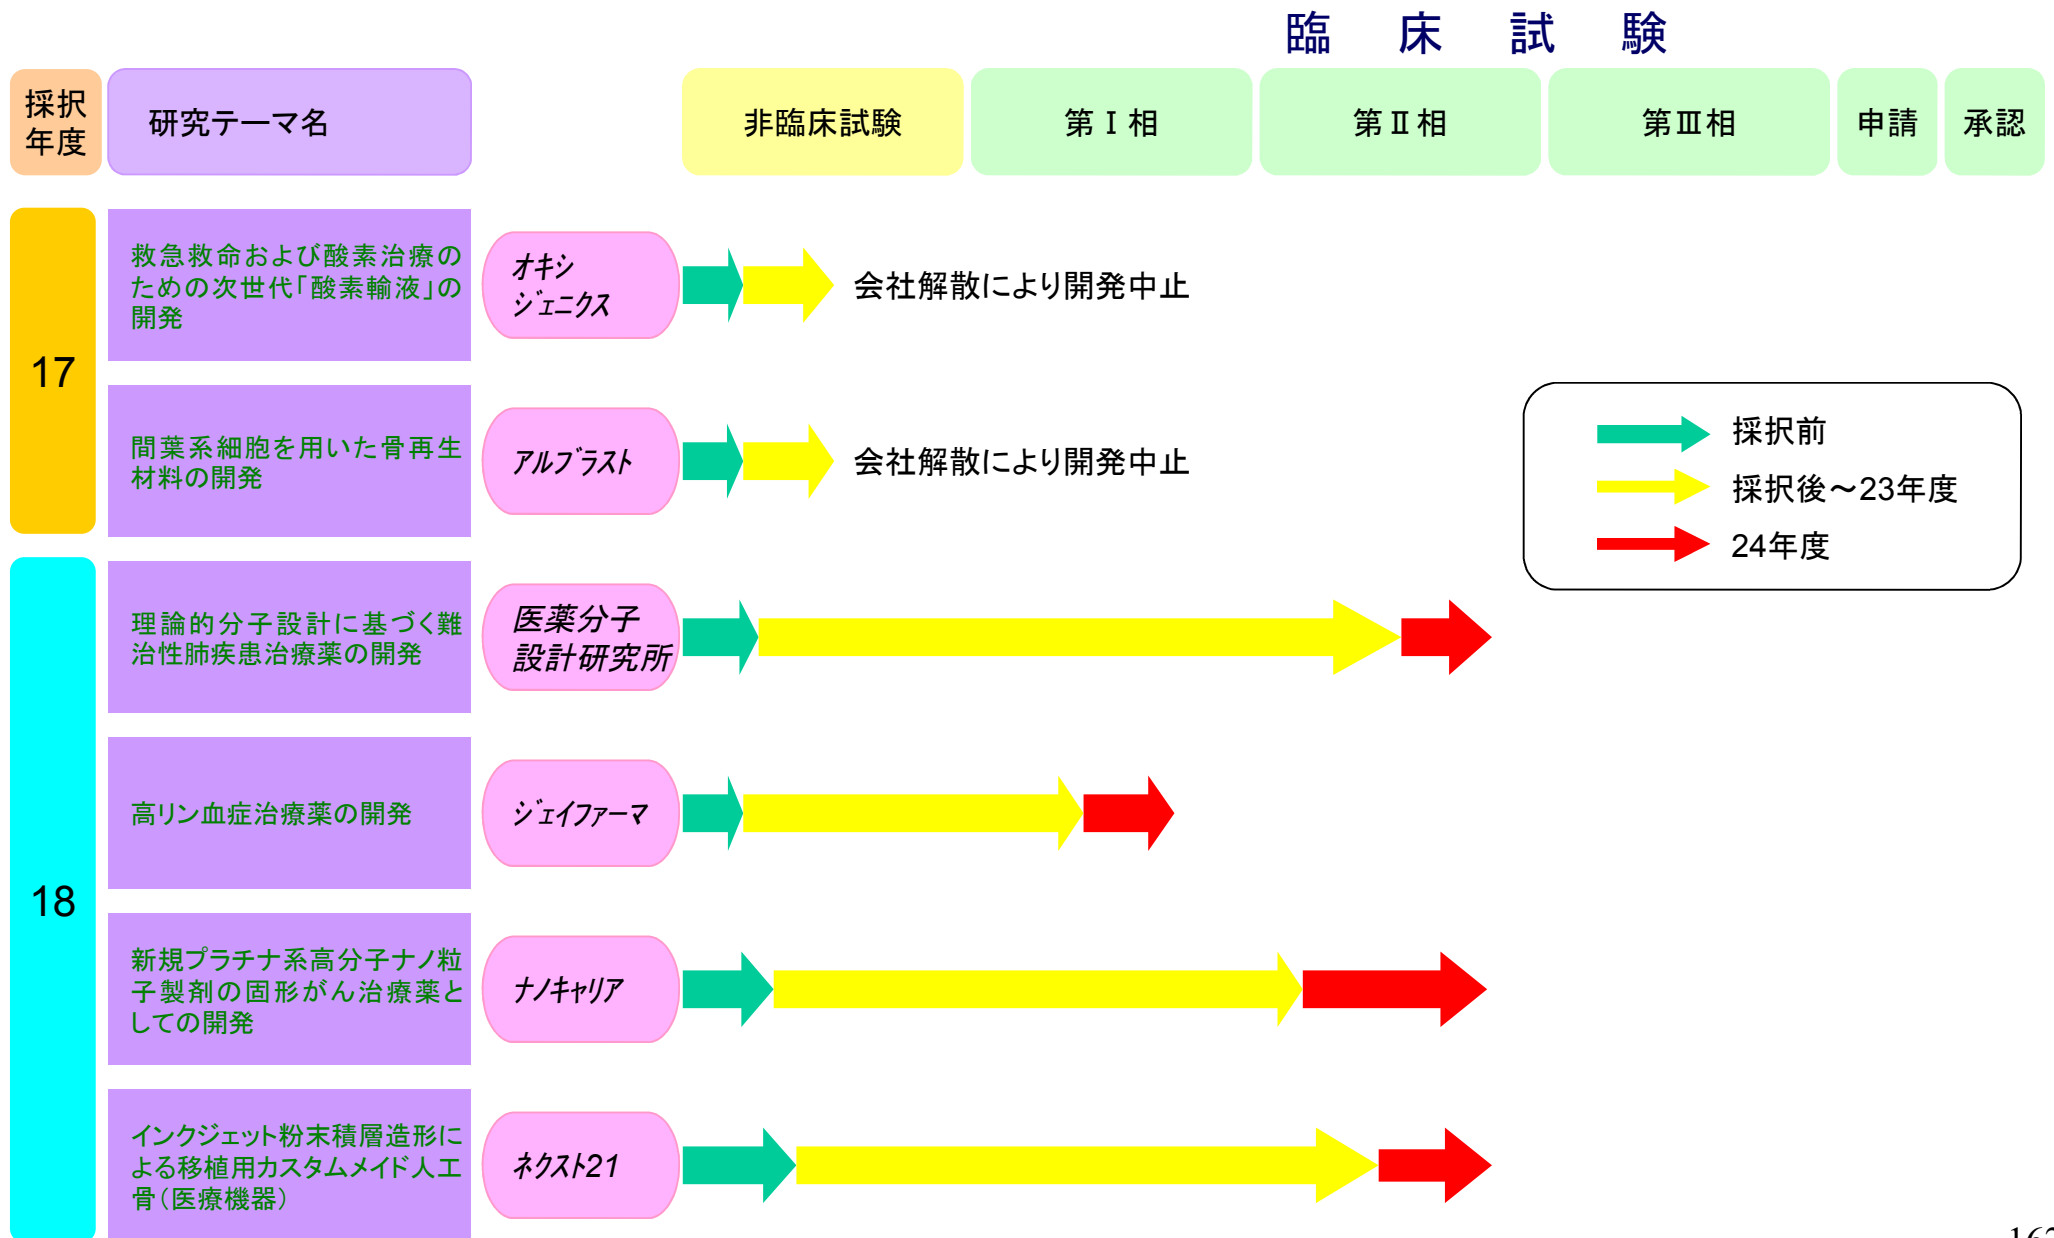 臨床試験
採択
年度
研究テーマ名
非臨床試験
第Ⅰ相
第Ⅱ相
第Ⅲ相
申請
承認
17
救急救命および酸素治療の
ための次世代「酸素輸液」の
開発
オキシ
ジェニクス
会社解散により開発中止
間葉系細胞を用いた骨再生
材料の開発
アルブラスト
会社解散により開発中止
採択前
採択後～23年度
24年度
18
理論的分子設計に基づく難
治性肺疾患治療薬の開発
医薬分子
設計研究所
高リン血症治療薬の開発
ジェイファーマ
新規プラチナ系高分子ナノ粒
子製剤の固形がん治療薬と
しての開発
ナノキャリア
インクジェット粉末積層造形に
よる移植用カスタムメイド人工
骨（医療機器）
ネクスト21